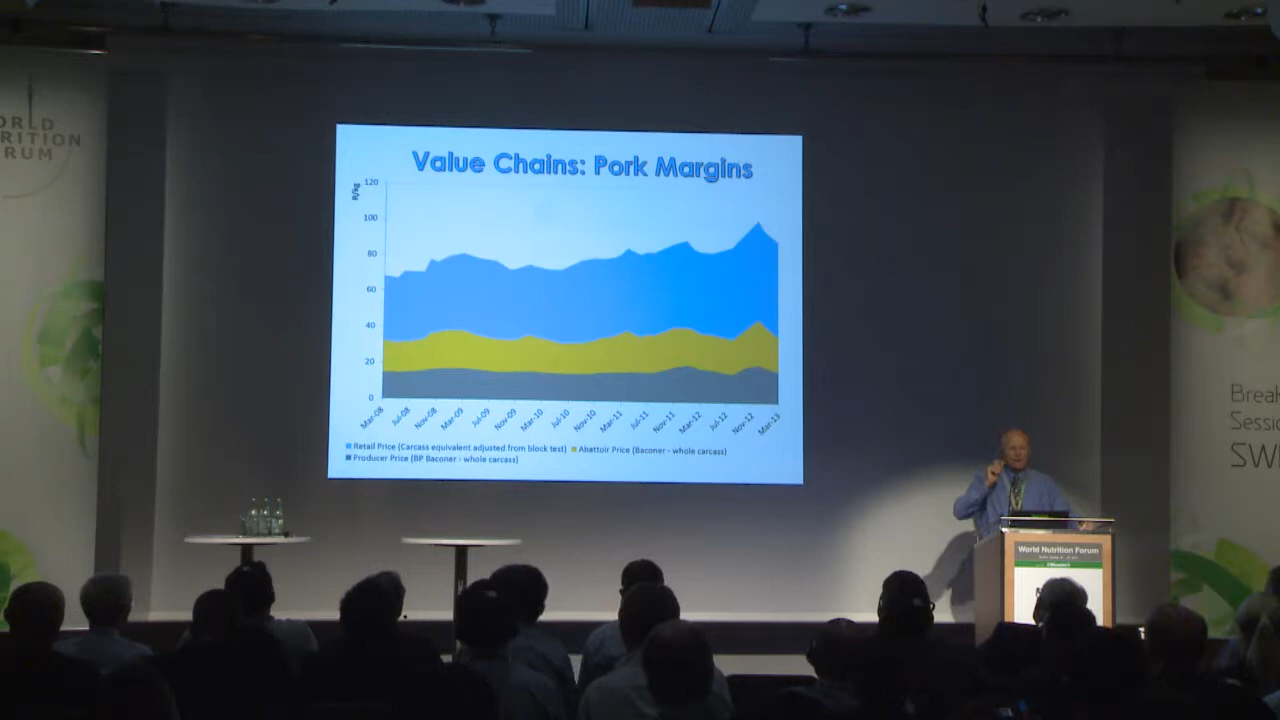 ORLD
RITION
RUM
Value Chains: Pork Margins
R/kg
120
100
80
60
40
20
0
Mar-08
Jul-08
Nov-08
Mar-09
Jul-09
Nov-09
Mar-10
Jul-10
Nov-10
Mar-11
Jul-11
Nov-11
Mar-12
Jul-12
Nov-12
Mar-13
Retail Price (Carcass equivalent adjusted from block test)
Abattoir Price (Baconer - whole carcass)
Producer Price (BP Baconer - whole carcass)
Break
Sessio
SW
World Nutrition Forum